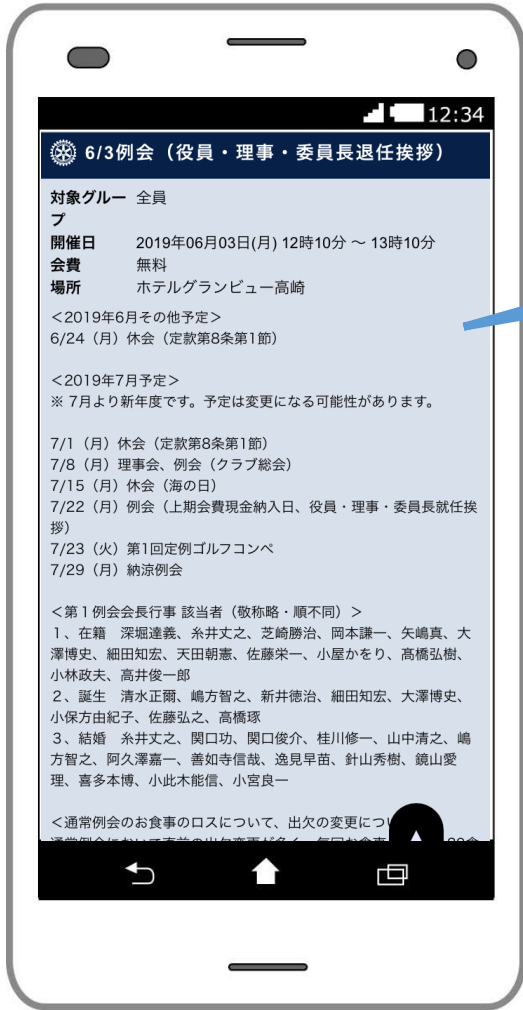 12:34
6/3例会（役員・理事・委員長退任挨拶）
対象グルー 全員
プ
開催日 2019年06月03日(月) 12時10分 ～ 13時10分
会費 無料
場所 ホテルグランビュー高崎
＜2019年6月その他予定＞
6/24（月）休会（定款第8条第1節）
＜2019年7月予定＞
※ 7月より新年度です。予定は変更になる可能性があります。
7/1（月）休会（定款第8条第1節）
7/8（月）理事会、例会（クラブ総会）
7/15（月）休会（海の日）
7/22（月）例会（上期会費現金納入日、役員・理事・委員長就任挨
拶）
7/23（火）第1回定例ゴルフコンペ
7/29（月）納涼例会
＜第１例会会長行事 該当者（敬称略・順不同）＞
１、在籍　深堀達義、糸井丈之、芝崎勝治、岡本謙一、矢嶋真、大
澤博史、細田知宏、天田朝憲、佐藤栄一、小屋かをり、髙橋弘樹、
小林政夫、高井俊一郎
２、誕生　清水正爾、嶋方智之、新井徳治、細田知宏、大澤博史、
小保方由紀子、佐藤弘之、高橋琢
３、結婚　糸井丈之、関口功、関口俊介、桂川修一、山中清之、嶋
方智之、阿久澤嘉一、善如寺信哉、逸見早苗、針山秀樹、鏡山愛
理、喜多本博、小此木能信、小宮良一
＜通常例会のお食事のロスについて、出欠の変更につ